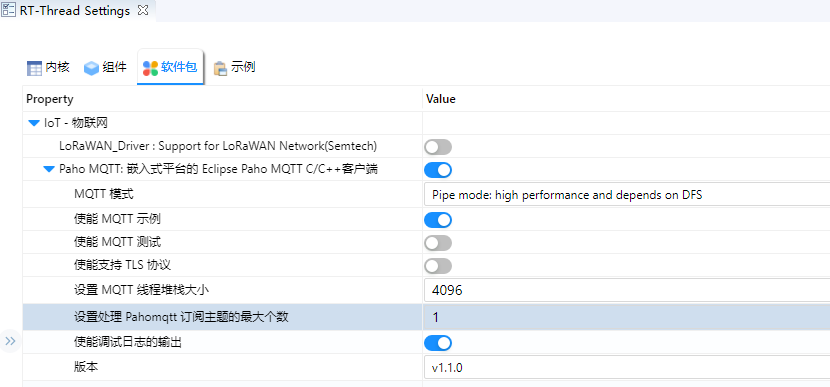 RT-Thread Settings
内核 组件 软件包 示例
Property Value
IoT - 物联网
LoRaWAN_Driver : Support for LoRaWAN Network(Semtech)
Paho MQTT: 嵌入式平台的 Eclipse Paho MQTT C/C++客户端
MQTT 模式 Pipe mode: high performance and depends on DFS
使能 MQTT 示例
使能 MQTT 测试
使能支持 TLS 协议
设置 MQTT 线程堆栈大小 4096
设置处理 Pahomqtt 订阅主题的最大个数 1
使能调试日志的输出
版本 v1.1.0